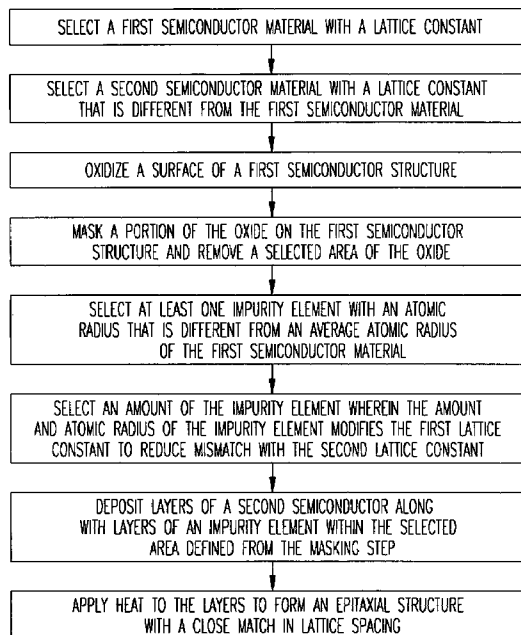 SELECT A FIRST SEMICONDUCTOR MATERIAL WITH A LATTICE CONSTANT
SELECT A SECOND SEMICONDUCTOR MATERIAL WITH A LATTICE CONSTANT
THAT IS DIFFERENT FROM THE FIRST SEMICONDUCTOR MATERIAL
OXIDIZE A SURFACE OF A FIRST SEMICONDUCTOR STRUCTURE
MASK A PORTION OF THE OXIDE ON THE FIRST SEMICONDUCTOR
STRUCTURE AND REMOVE A SELECTED AREA OF THE OXIDE
SELECT AT LEAST ONE IMPURITY ELEMENT WITH AN ATOMIC
RADIUS THAT IS DIFFERENT FROM AN AVERAGE ATOMIC RADIUS
OF THE FIRST SEMICONDUCTOR MATERIAL
SELECT AN AMOUNT OF THE IMPURITY ELEMENT WHEREIN THE AMOUNT
AND ATOMIC RADIUS OF THE IMPURITY ELEMENT MODIFIES THE FIRST LATTICE
CONSTANT TO REDUCE MISMATCH WITH THE SECOND LATTICE CONSTANT
DEPOSIT LAYERS OF A SECOND SEMICONDUCTOR ALONG
WITH LAYERS OF AN IMPURITY ELEMENT WITHIN THE SELECTED
AREA DEFINED FROM THE MASKING STEP
APPLY HEAT TO THE LAYERS TO FORM AN EPITAXIAL STRUCTURE
WITH A CLOSE MATCH IN LATTICE SPACING